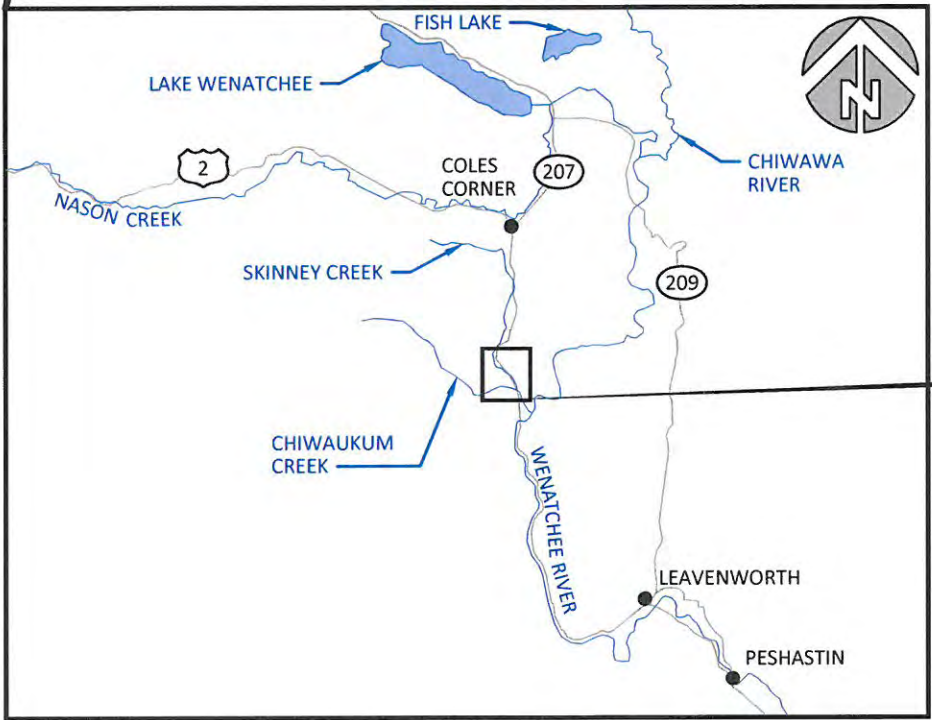 FISH LAKE
LAKE WENATCHEE
N
2
COLES
CORNER
207
CHIWAWA
RIVER
NASON CREEK
SKINNEY CREEK
209
CHIWAUKUM
CREEK
WENATCHEE RIVER
LEAVENWORTH
PESHASTIN